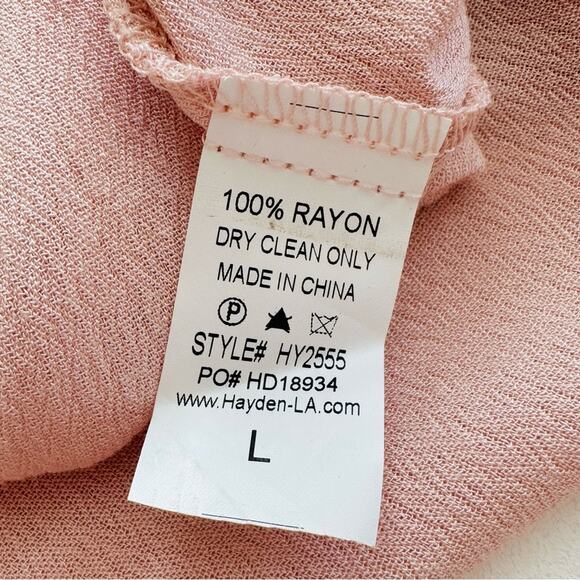 100% RAYON
DRY CLEAN ONLY
MADE IN CHINA
P
STYLE# HY2555
PO# HD18934
www.Hayden-LA.com
L